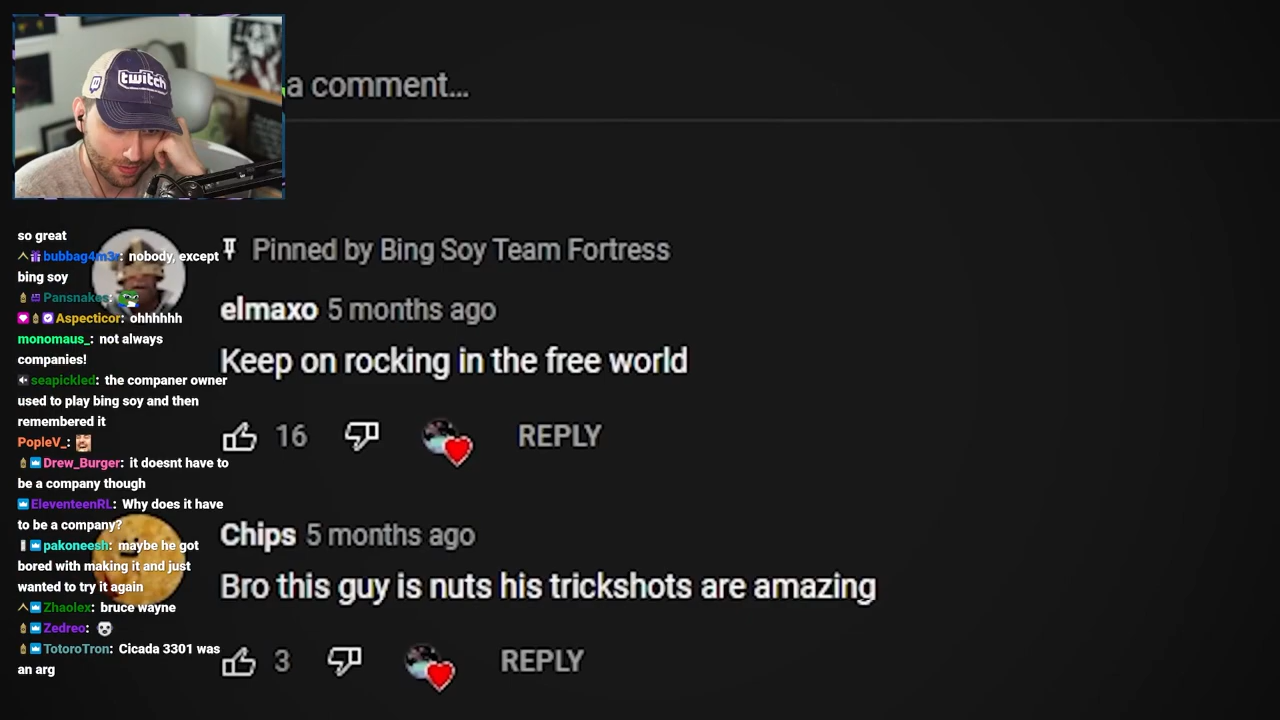 twitch
a comment...
so great
bubbag4m3r: nobody, except
bing soy
Pansnakes:
Aspecticor: ohhhhhh
monomaus_: not always
companies!
seapickled: the companer owner
used to play bing soy and then
remembered it
PopleV_:
Drew_Burger: it doesnt have to
be a company though
EleventeenRL: Why does it have
to be a company?
pakoneesh: maybe he got
bored with making it and just
wanted to try it again
Zhaolex: bruce wayne
Zedreo:
TotoroTron: Cicada 3301 was
an arg
Pinned by Bing Soy Team Fortress
elmaxo 5 months ago
Keep on rocking in the free world
16 REPLY
Chips 5 months ago
Bro this guy is nuts his trickshots are amazing
3 REPLY